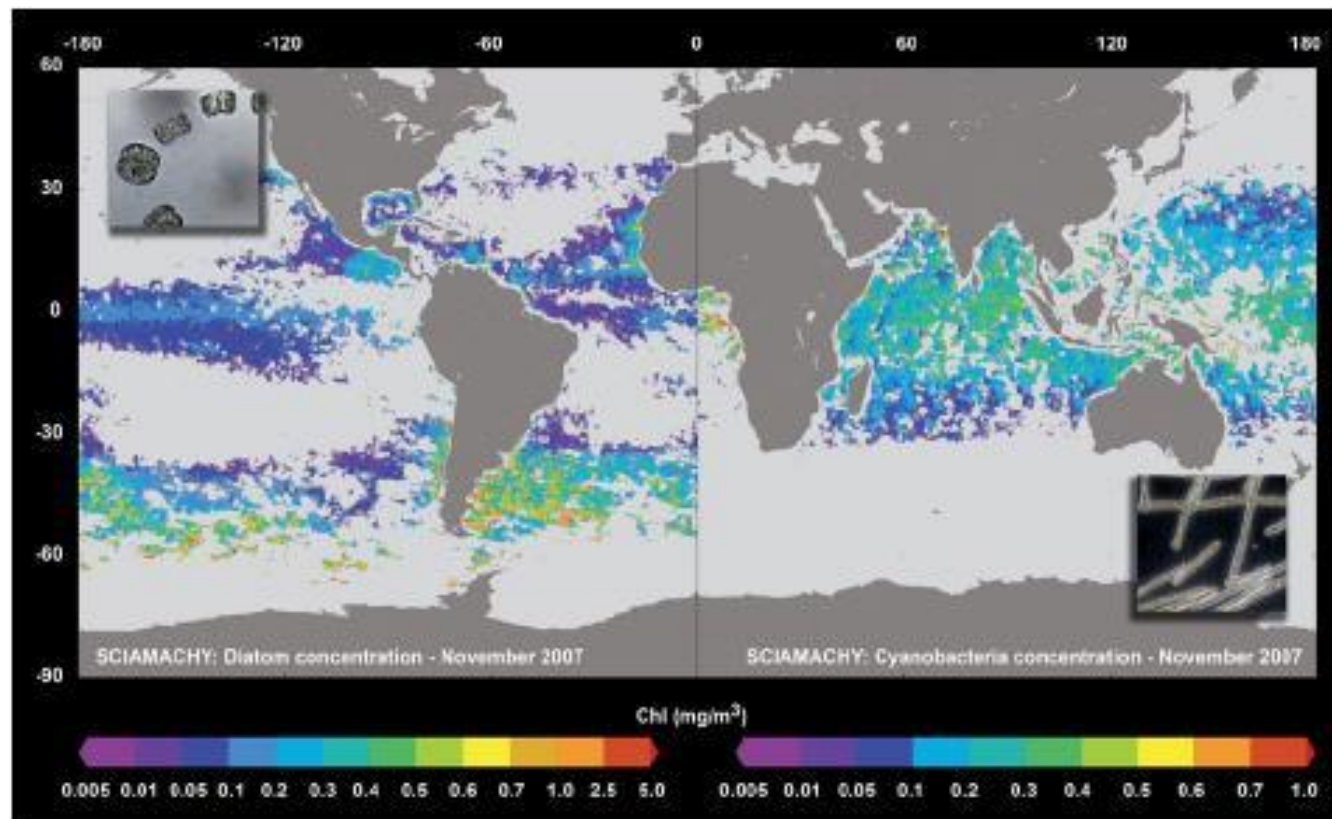 -180 -120 -60 0 60 120 180
60
30
0
-30
-60
-90
SCIAMACHY: Diatom concentration - November 2007
SCIAMACHY: Cyanobacteria concentration - November 2007
Chl (mg/m³)
0.005 0.01 0.05 0.1 0.2 0.3 0.4 0.5 0.6 0.7 1.0 2.5 5.0
0.005 0.01 0.05 0.1 0.2 0.3 0.4 0.5 0.6 0.7 1.0